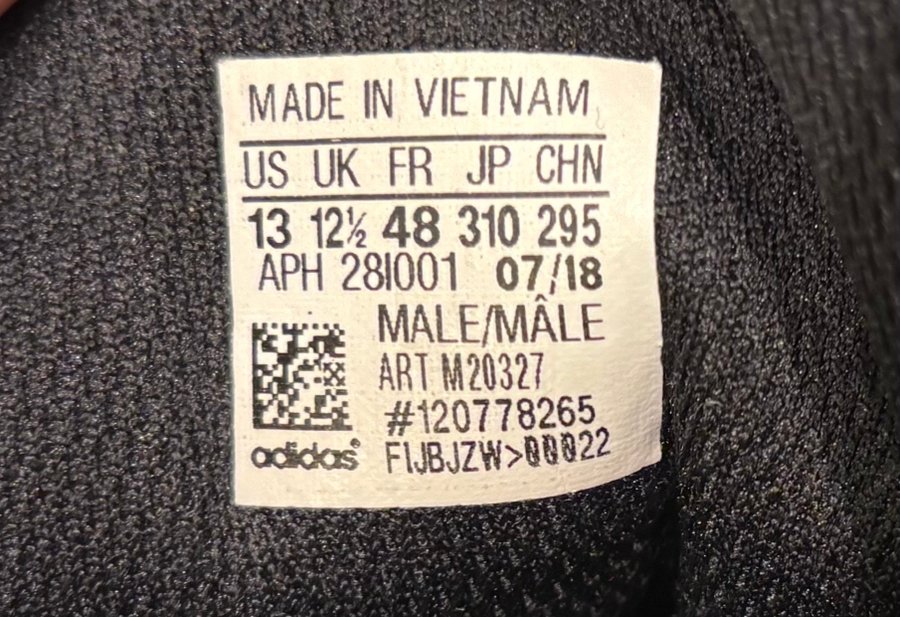 MADE IN VIETNAM
US UK FR JP CHN
13 12½ 48 310 295
APH 28I001 07/18
MALE/MÂLE
ART M20327
#120778265
adidas® FIJBJZW>00022